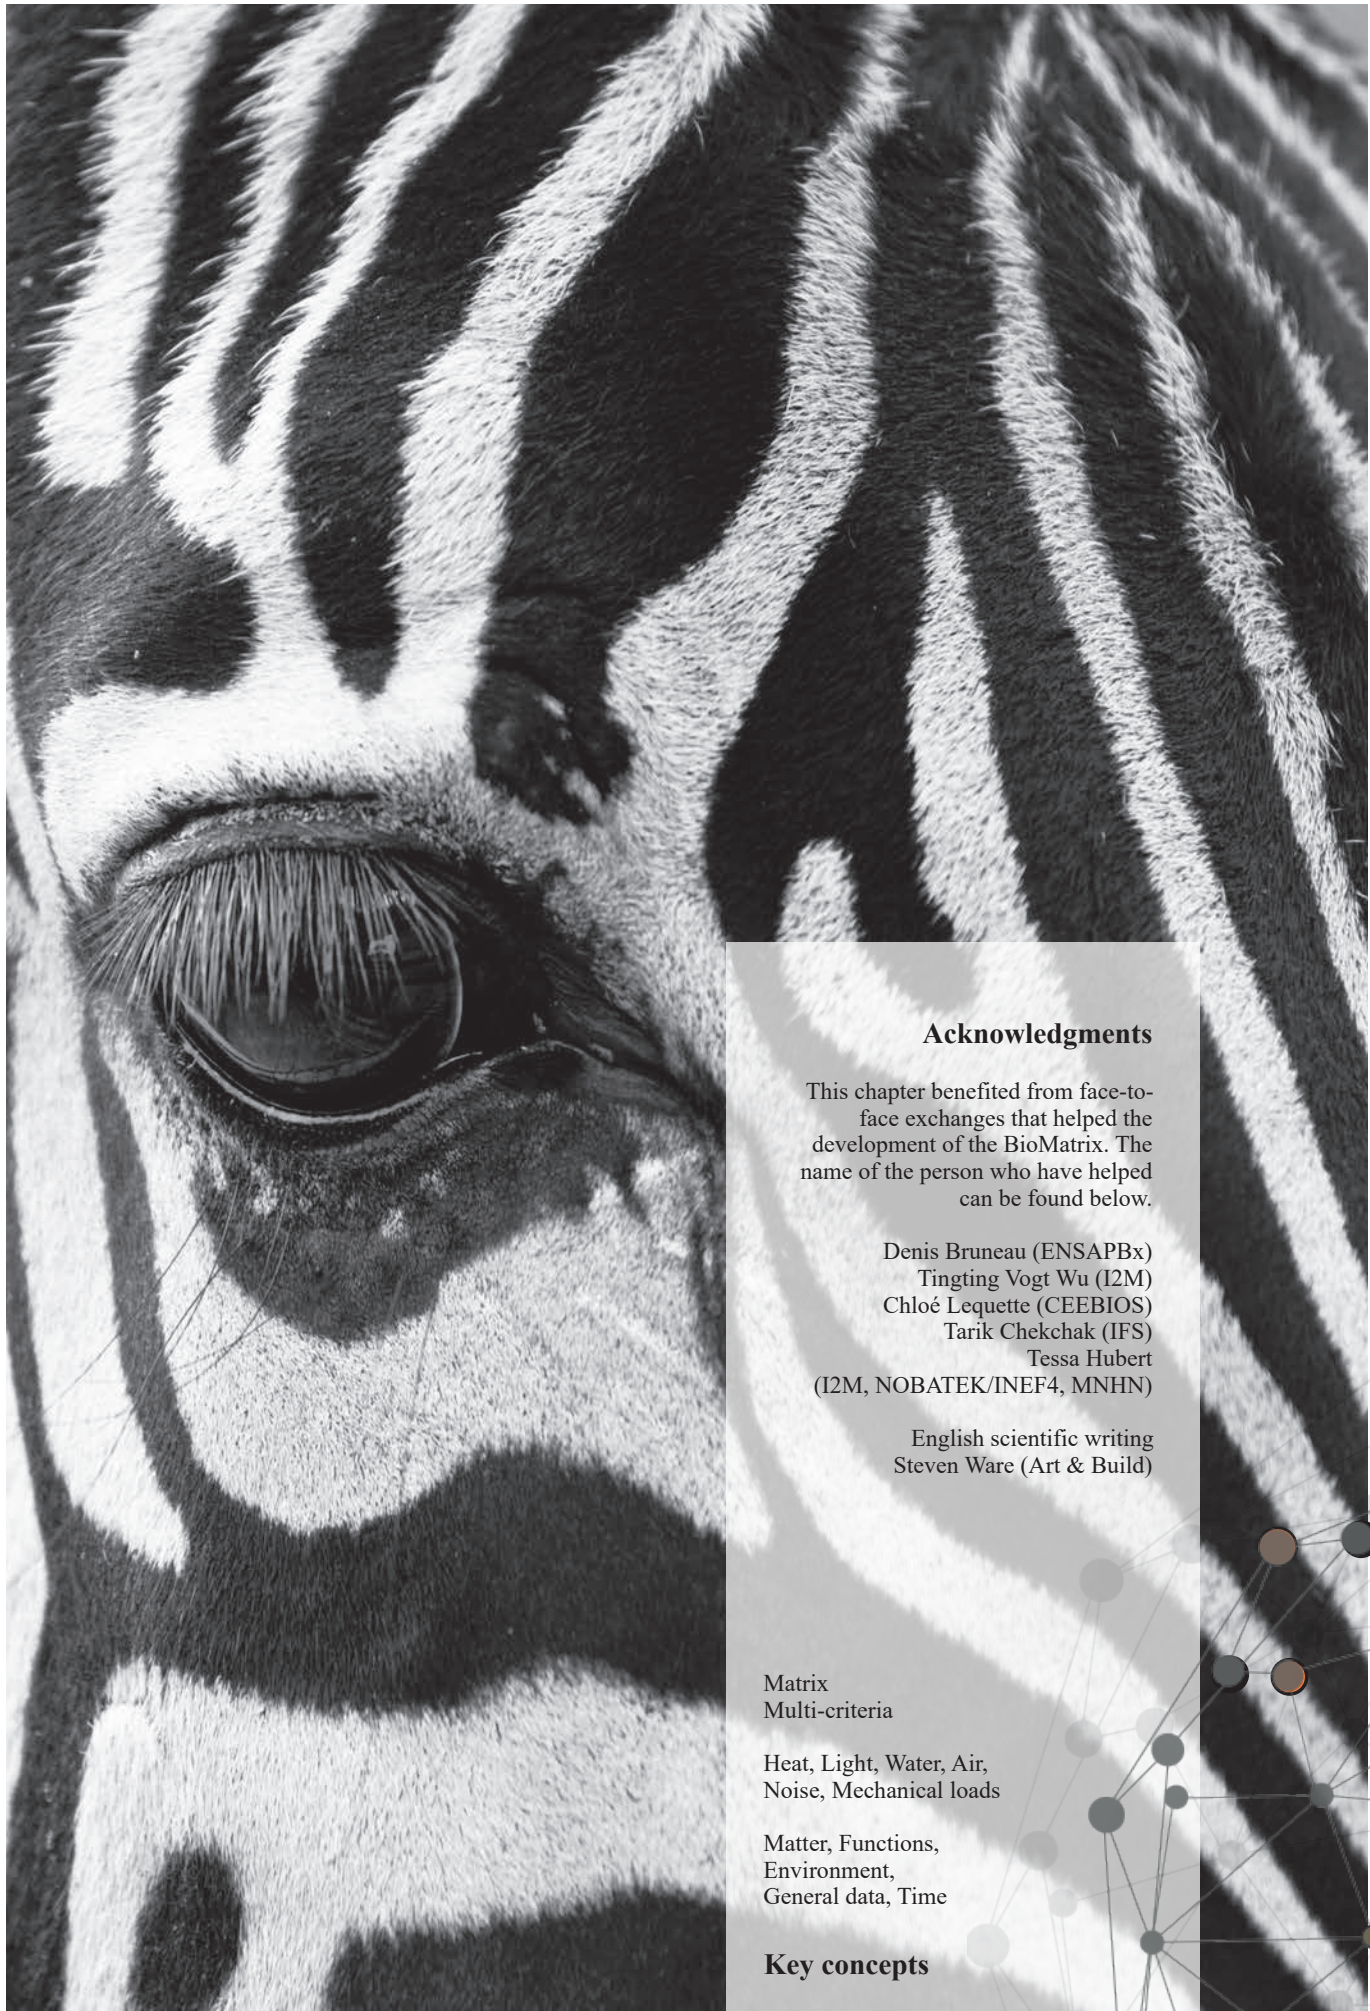 Acknowledgments
This chapter benefited from face-to-
face exchanges that helped the
development of the BioMatrix. The
name of the person who have helped
can be found below.
Denis Bruneau (ENSAPBx)
Tingting Vogt Wu (I2M)
Chloé Lequette (CEEBIOS)
Tarik Chekchak (IFS)
Tessa Hubert
(I2M, NOBATEK/INEF4, MNHN)
English scientific writing
Steven Ware (Art & Build)
Matrix
Multi-criteria
Heat, Light, Water, Air,
Noise, Mechanical loads
Matter, Functions,
Environment,
General data, Time
Key concepts